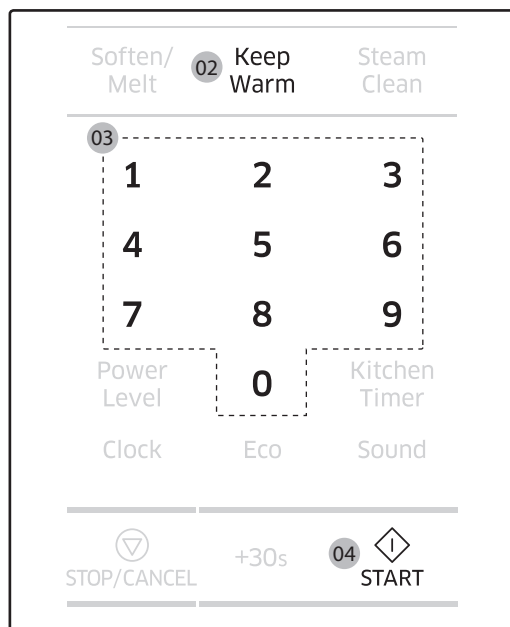 Soften/
Melt
02
Keep
Warm
Steam
Clean
03
1 2 3
4 5 6
7 8 9
Power
Level
0
Kitchen
Timer
Clock Eco Sound
STOP/CANCEL
+30s
04
START